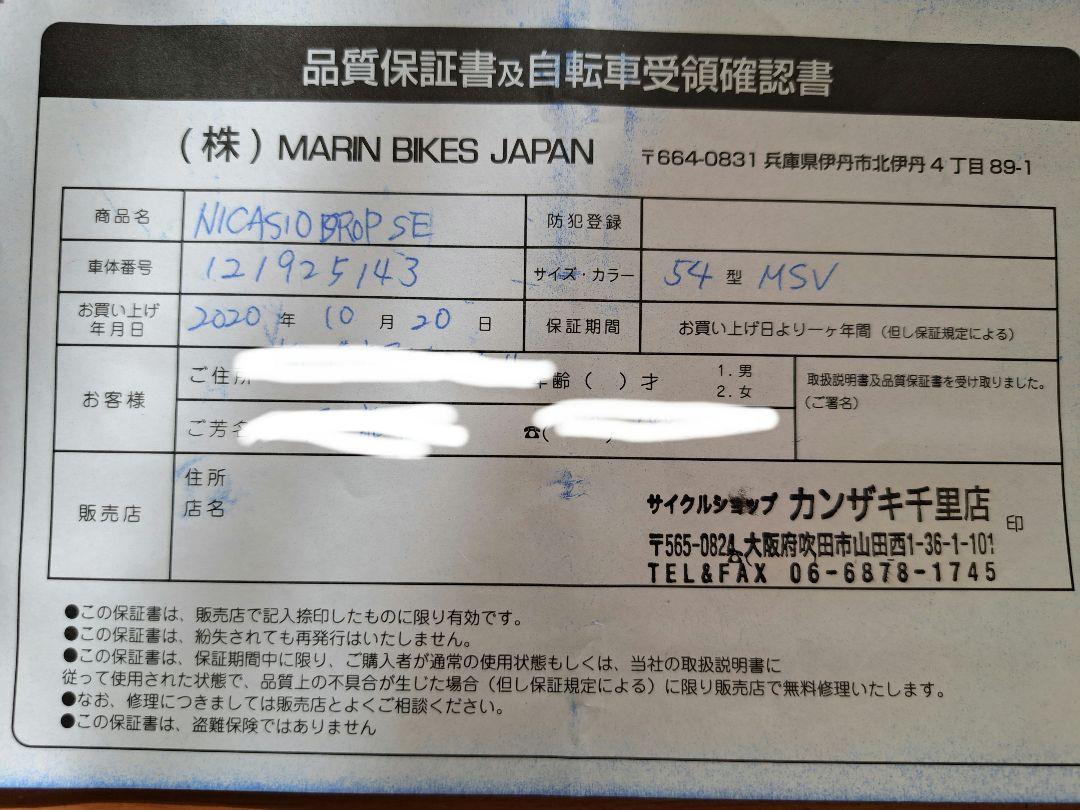 品質保証書及自転車受領確認書
(株) MARIN BIKES JAPAN 〒664-0831 兵庫県伊丹市北伊丹4丁目89-1
商品名 NICASIO DROP SE 防犯登録
車体番号 121925143 サイズ・カラー 54 型 MSV
お買い上げ年月日 2020 年 10 月 20 日 保証期間 お買い上げ日より一ヶ年間 (但し保証規定による)
お客様 ご住所 年齢 ( ) 才 1. 男
2. 女
取扱説明書及品質保証書を受け取りました。
(ご署名)
ご芳名 ☎(
販売店 住所
店名
サイクルショップ カンザキ千里店 印
〒565-0824 大阪府吹田市山田西1-36-1-101
TEL&FAX 06-6878-1745
●この保証書は、販売店で記入捺印したものに限り有効です。
●この保証書は、紛失されても再発行はいたしません。
●この保証書は、保証期間中に限り、ご購入者が通常の使用状態もしくは、当社の取扱説明書に
従って使用された状態で、品質上の不具合が生じた場合(但し保証規定による)に限り販売店で無料修理いたします。
●なお、修理につきましては販売店とよくご相談ください。
●この保証書は、盗難保険ではありません